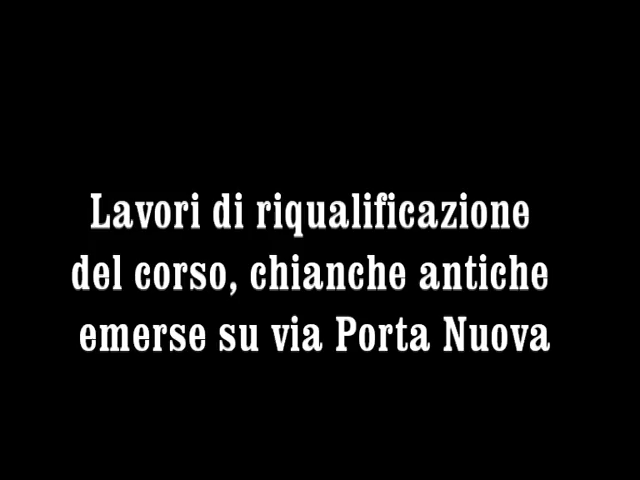 Lavori di riqualificazione
del corso, chianche antiche
emerse su via Porta Nuova